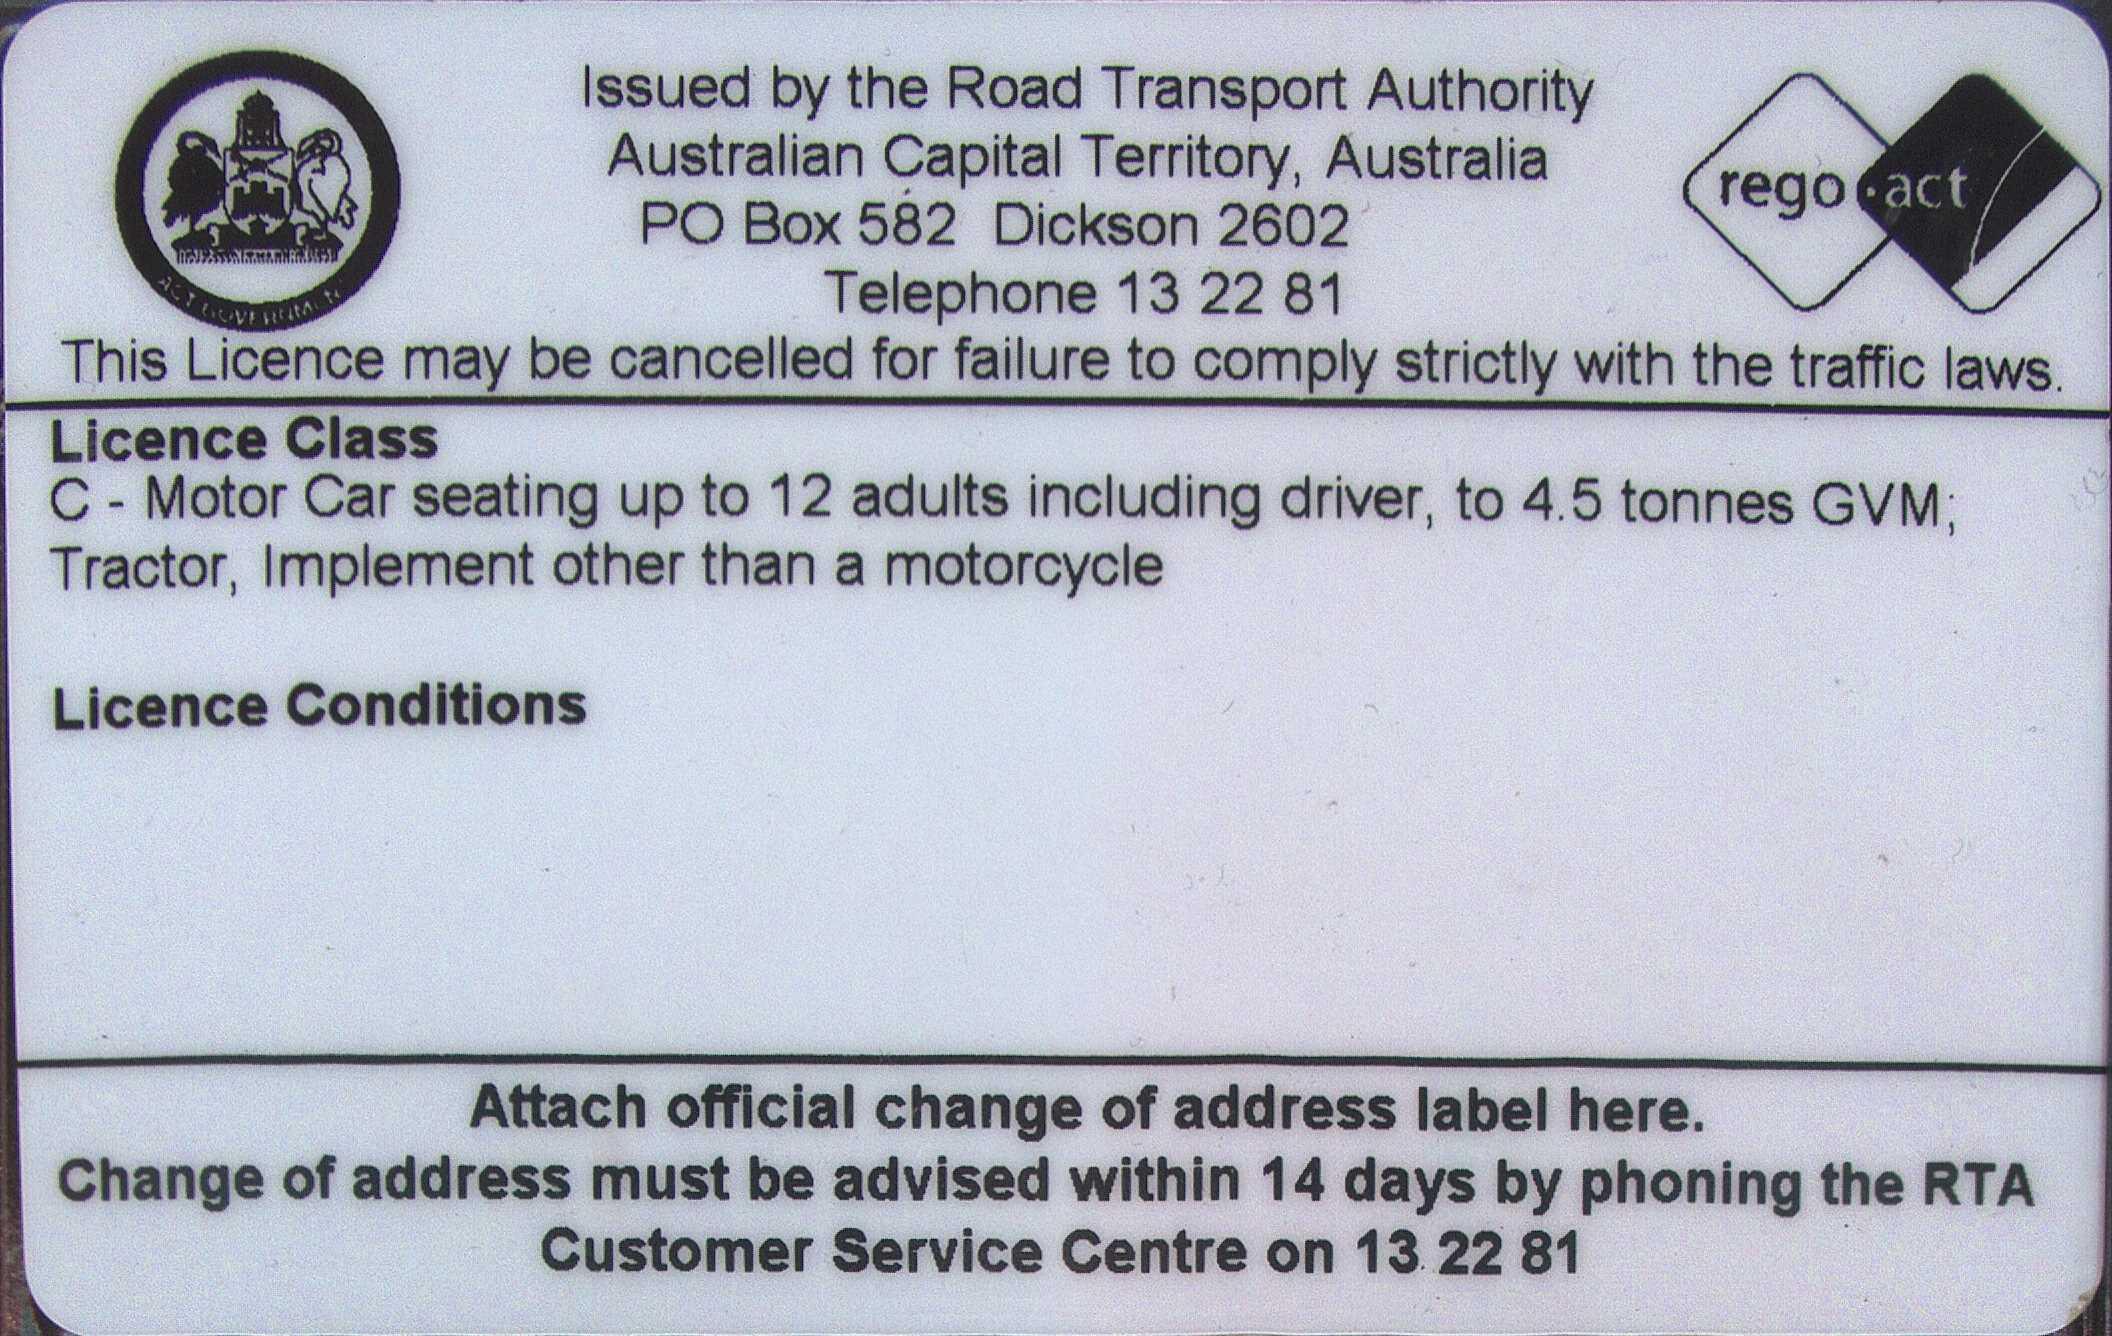 Issued by the Road Transport Authority
Australian Capital Territory, Australia
PO Box 582 Dickson 2602
Telephone 13 22 81
ACT GOVERNMENT
rego·act
This Licence may be cancelled for failure to comply strictly with the traffic laws.
Licence Class
C - Motor Car seating up to 12 adults including driver, to 4.5 tonnes GVM;
Tractor, Implement other than a motorcycle
Licence Conditions
Attach official change of address label here.
Change of address must be advised within 14 days by phoning the RTA
Customer Service Centre on 13 22 81